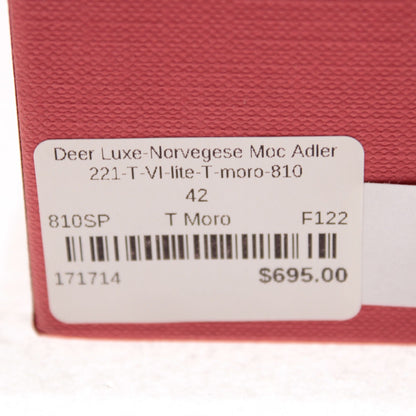 Deer Luxe-Norvegese Moc Adler
221-T-VI-lite-T-moro-810
42
810SP T Moro F122
171714 $695.00